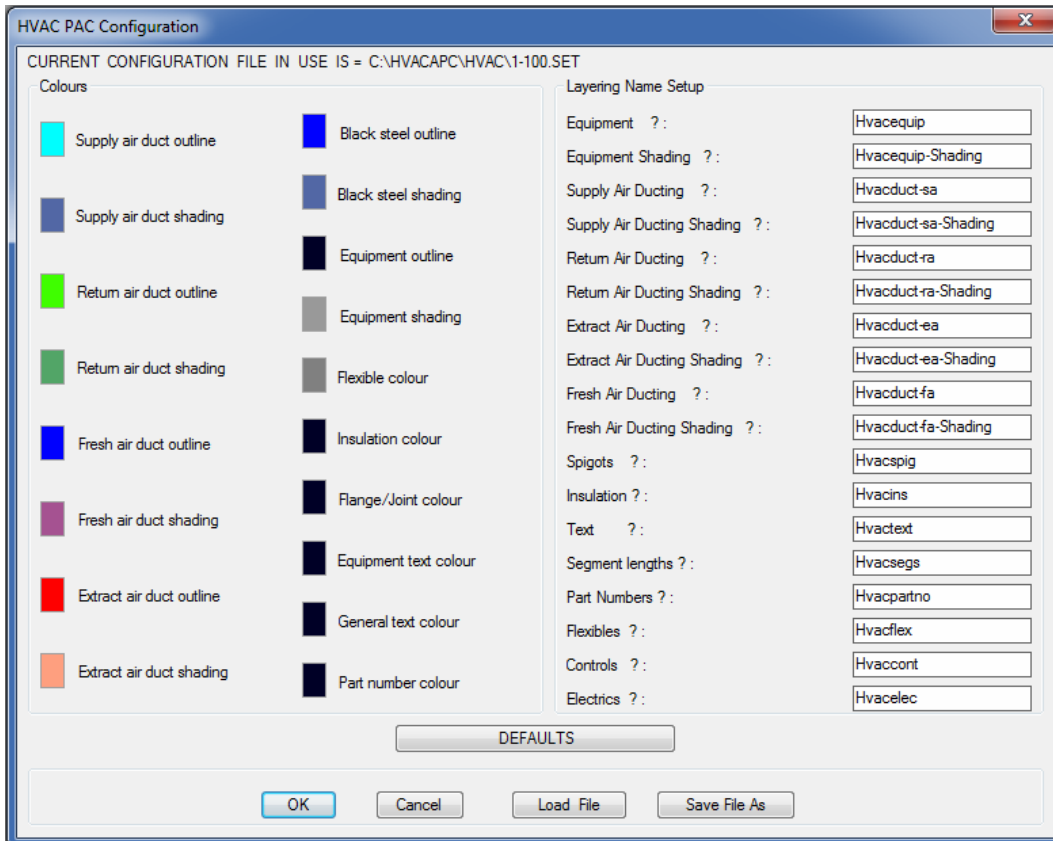 HVAC PAC Configuration
CURRENT CONFIGURATION FILE IN USE IS = C:\HVACAPC\HVAC\1-100.SET
Colours
Supply air duct outline
Supply air duct shading
Return air duct outline
Return air duct shading
Fresh air duct outline
Fresh air duct shading
Extract air duct outline
Extract air duct shading
Black steel outline
Black steel shading
Equipment outline
Equipment shading
Flexible colour
Insulation colour
Flange/Joint colour
Equipment text colour
General text colour
Part number colour
Layering Name Setup
Equipment ? : Hvacequip
Equipment Shading ? : Hvacequip-Shading
Supply Air Ducting ? : Hvacduct-sa
Supply Air Ducting Shading ? : Hvacduct-sa-Shading
Return Air Ducting ? : Hvacduct-ra
Return Air Ducting Shading ? : Hvacduct-ra-Shading
Extract Air Ducting ? : Hvacduct-ea
Extract Air Ducting Shading ? : Hvacduct-ea-Shading
Fresh Air Ducting ? : Hvacduct-fa
Fresh Air Ducting Shading ? : Hvacduct-fa-Shading
Spigots ? : Hvacspig
Insulation ? : Hvacins
Text ? : Hvactext
Segment lengths ? : Hvacsegs
Part Numbers ? : Hvacpartno
Flexibles ? : Hvacflex
Controls ? : Hvaccont
Electrics ? : Hvacelec
DEFAULTS
OK Cancel Load File Save File As